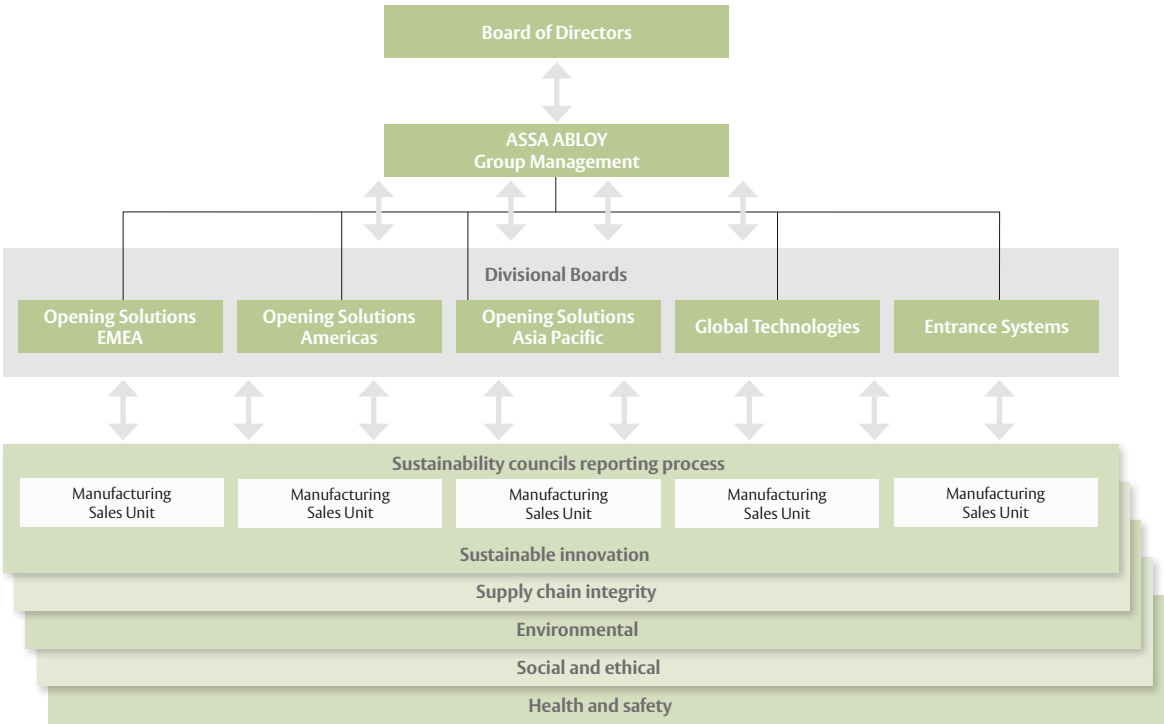 Board of Directors
ASSA ABLOY
Group Management
Divisional Boards
Opening Solutions
EMEA
Opening Solutions
Americas
Opening Solutions
Asia Pacific
Global Technologies
Entrance Systems
Sustainability councils reporting process
Manufacturing
Sales Unit
Manufacturing
Sales Unit
Manufacturing
Sales Unit
Manufacturing
Sales Unit
Manufacturing
Sales Unit
Sustainable innovation
Supply chain integrity
Environmental
Social and ethical
Health and safety